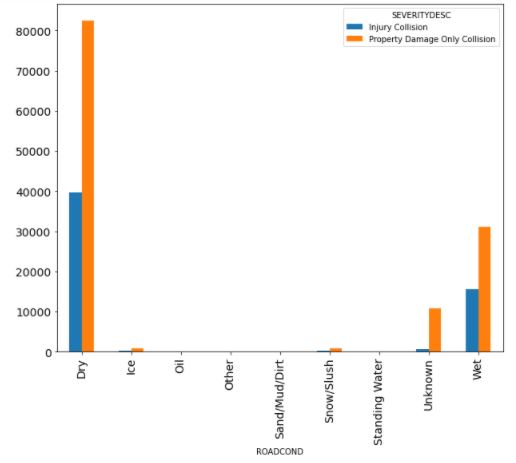 SEVERITYDESC
Injury Collision
Property Damage Only Collision
80000
70000
60000
50000
40000
30000
20000
10000
0
Dry
Ice
Oil
Other
Sand/Mud/Dirt
Snow/Slush
Standing Water
Unknown
Wet
ROADCOND